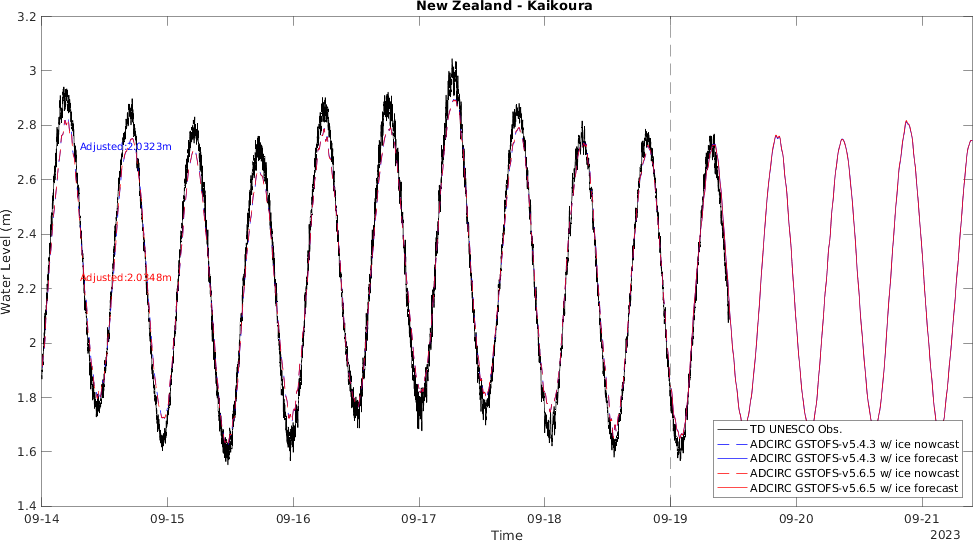 New Zealand - Kaikoura
3.2
3
2.8
2.6
2.4
2.2
2
1.8
1.6
1.4
Water Level (m)
Adjusted:2.0323m
Adjusted:2.0348m
TD UNESCO Obs.
ADCIRC GSTOFS-v5.4.3 w/ ice nowcast
ADCIRC GSTOFS-v5.4.3 w/ ice forecast
ADCIRC GSTOFS-v5.6.5 w/ ice nowcast
ADCIRC GSTOFS-v5.6.5 w/ ice forecast
09-14 09-15 09-16 09-17 09-18 09-19 09-20 09-21
Time
2023